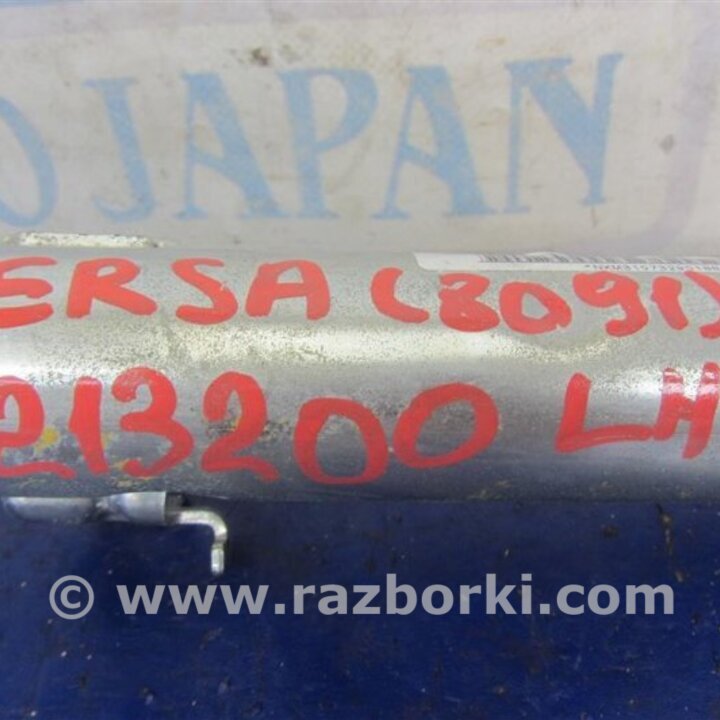 O JAPAN
ERSA (8091)
213200 LH
© www.razborki.com